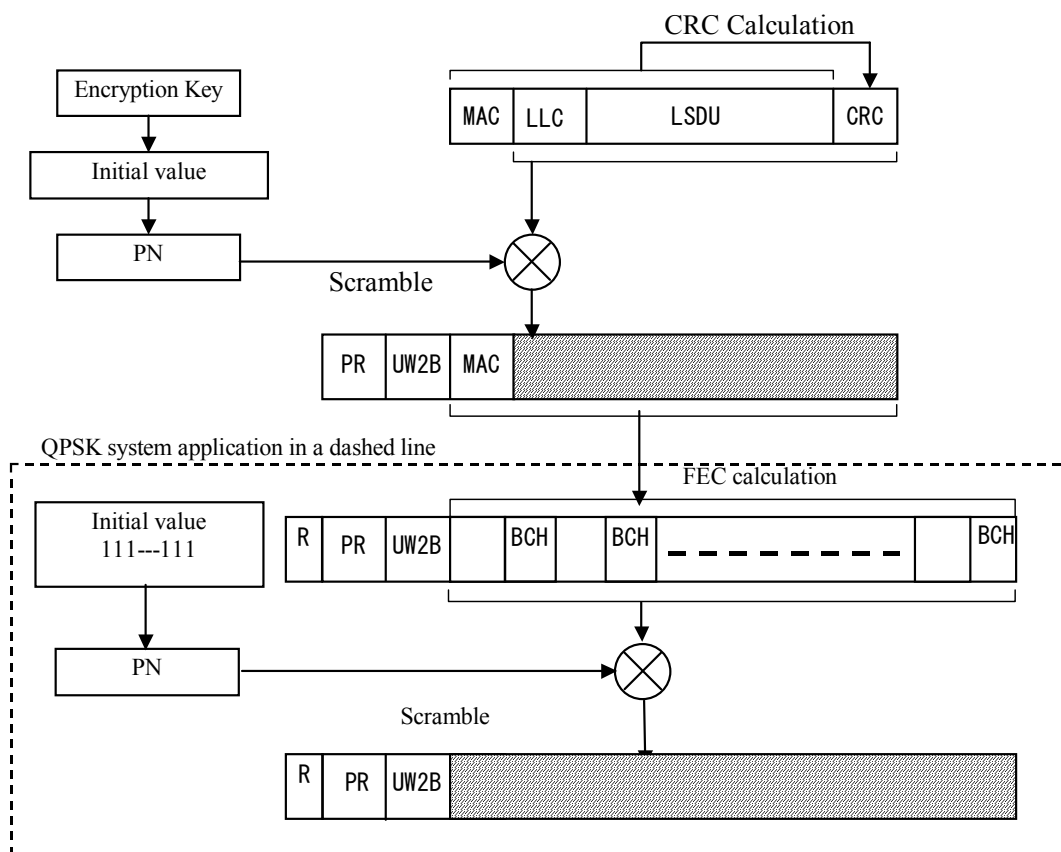 CRC Calculation
Encryption Key
MAC LLC LSDU CRC
Initial value
PN
Scramble
PR UW2B MAC
QPSK system application in a dashed line
FEC calculation
Initial value
111---111
R PR UW2B BCH BCH BCH
PN
Scramble
R PR UW2B